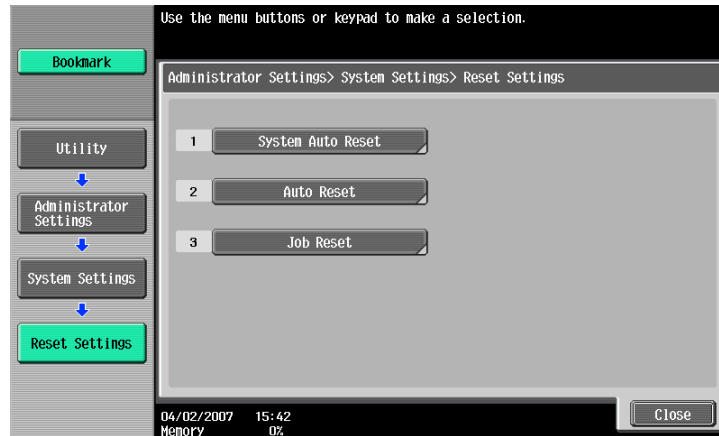 Use the menu buttons or keypad to make a selection.
Bookmark
Administrator Settings> System Settings> Reset Settings
Utility
Administrator
Settings
System Settings
Reset Settings
1 System Auto Reset
2 Auto Reset
3 Job Reset
04/02/2007 15:42
Memory 0%
Close